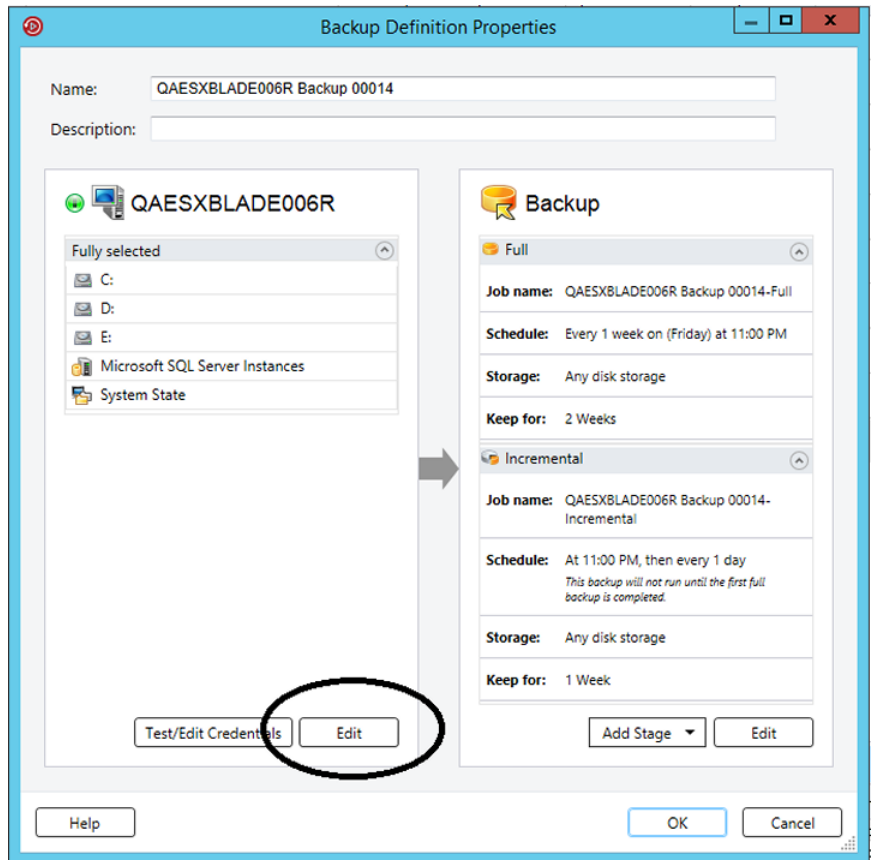 Backup Definition Properties
Name: QAESXBLADE006R Backup 00014
Description:
QAESXBLADE006R
Fully selected
C:
D:
E:
Microsoft SQL Server Instances
System State
Test/Edit Credentials Edit
Backup
Full
Job name: QAESXBLADE006R Backup 00014-Full
Schedule: Every 1 week on (Friday) at 11:00 PM
Storage: Any disk storage
Keep for: 2 Weeks
Incremental
Job name: QAESXBLADE006R Backup 00014-
Incremental
Schedule: At 11:00 PM, then every 1 day
This backup will not run until the first full
backup is completed.
Storage: Any disk storage
Keep for: 1 Week
Add Stage Edit
Help OK Cancel